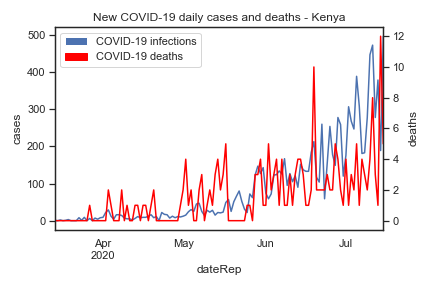 New COVID-19 daily cases and deaths - Kenya
COVID-19 infections
COVID-19 deaths
500
400
300
200
100
0
cases
12
10
8
6
4
2
0
deaths
Apr
2020
May
Jun
Jul
dateRep